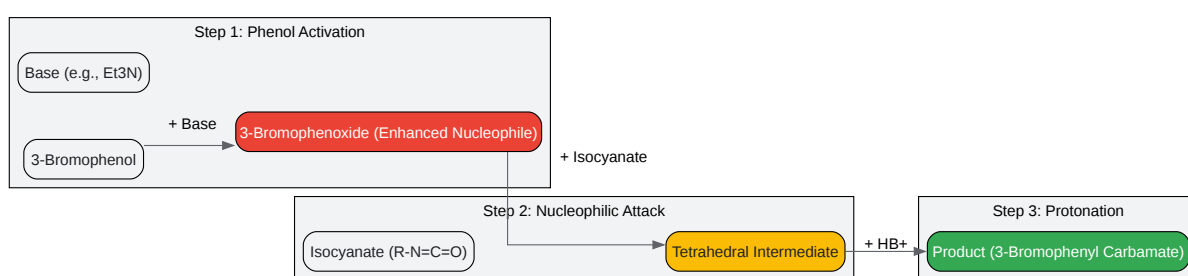 Step 1: Phenol Activation
Base (e.g., Et3N)
+ Base
3-Bromophenoxide (Enhanced Nucleophile)
3-Bromophenol
+ Isocyanate
Step 2: Nucleophilic Attack
Step 3: Protonation
Isocyanate (R-N=C=O)
Tetrahedral Intermediate
+ HB+
Product (3-Bromophenyl Carbamate)